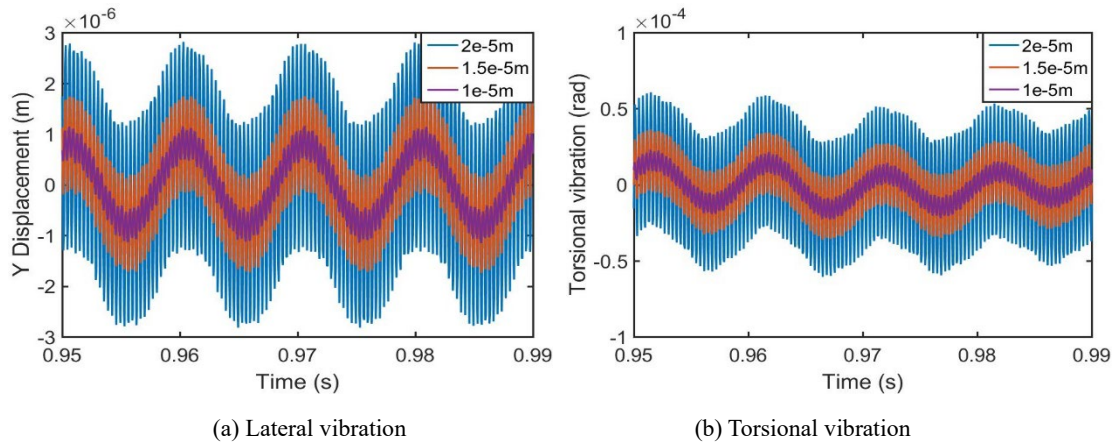 ×10⁻⁶
3
2
1
0
-1
-2
-3
Y Displacement (m)
2e-5m
1.5e-5m
1e-5m
0.95
0.96
0.97
0.98
0.99
Time (s)
(a) Lateral vibration
×10⁻⁴
1
0.5
0
-0.5
-1
Torsional vibration (rad)
2e-5m
1.5e-5m
1e-5m
0.95
0.96
0.97
0.98
0.99
Time (s)
(b) Torsional vibration